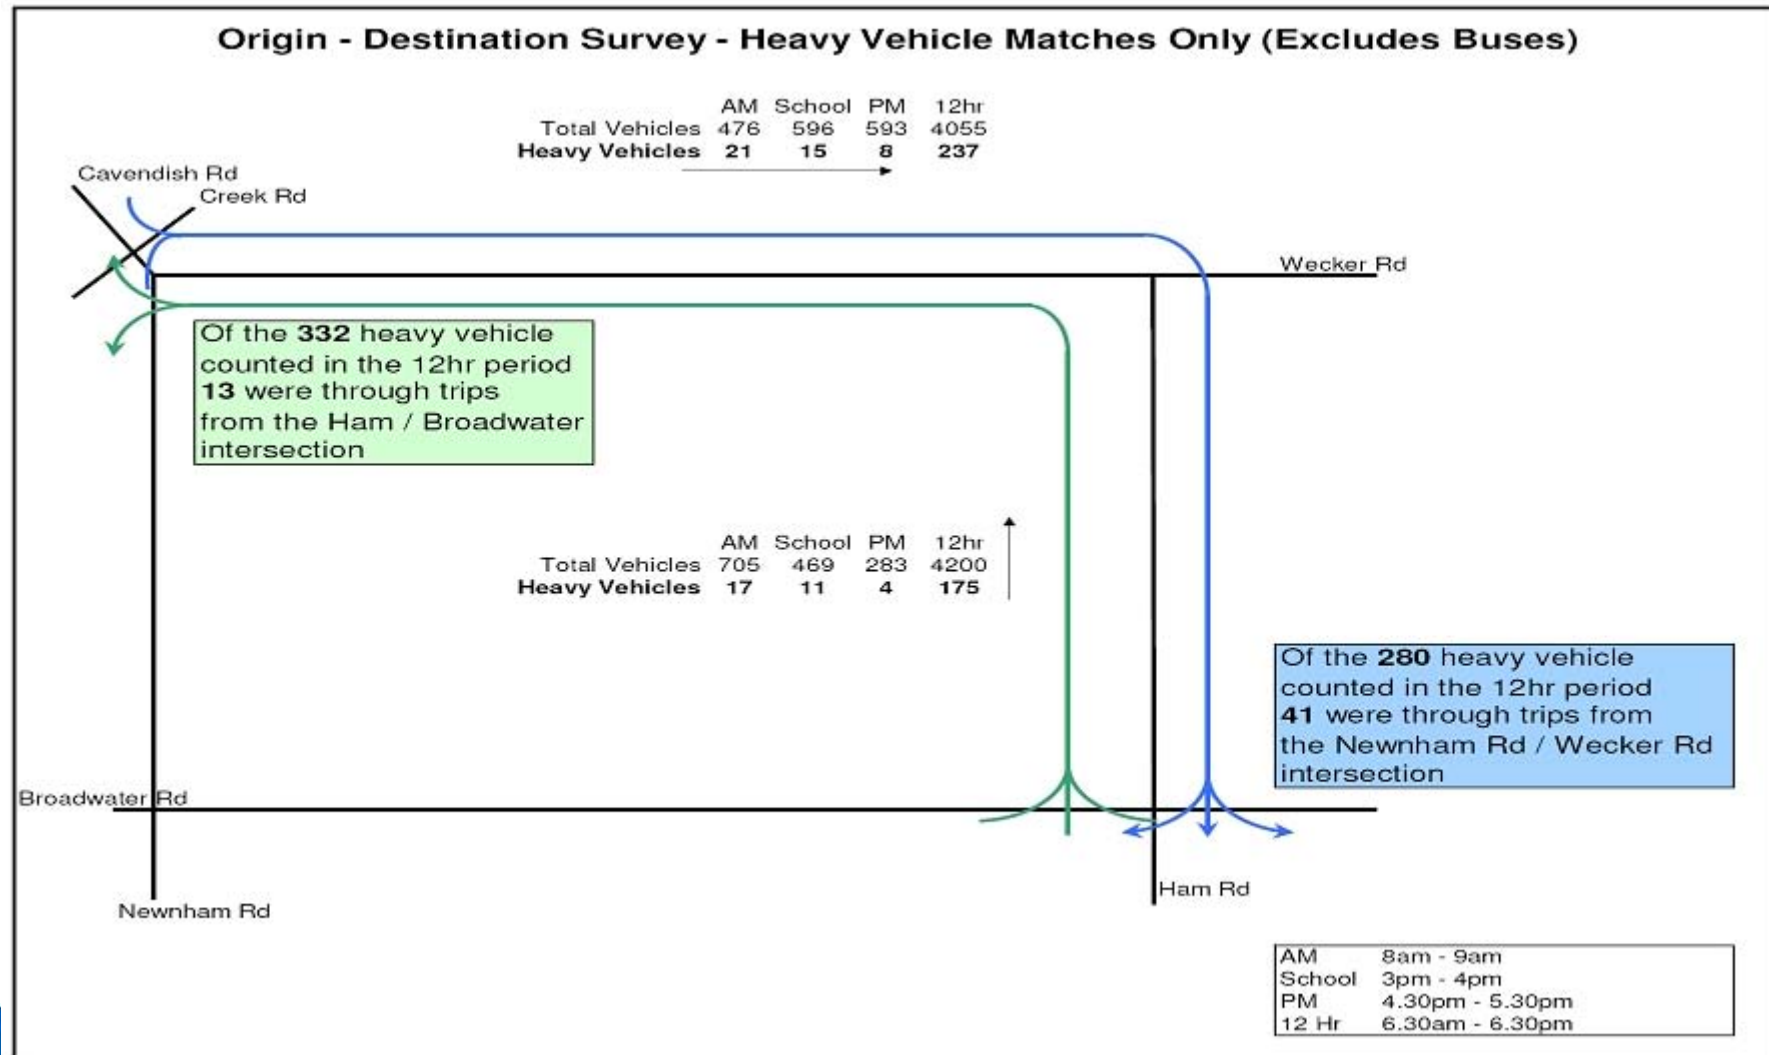 Origin - Destination Survey - Heavy Vehicle Matches Only (Excludes Buses)
AM School PM 12hr
Total Vehicles 476 596 593 4055
Heavy Vehicles 21 15 8 237
Cavendish Rd
Creek Rd
Wecker Rd
Of the 332 heavy vehicle
counted in the 12hr period
13 were through trips
from the Ham / Broadwater
intersection
AM School PM 12hr
Total Vehicles 705 469 283 4200
Heavy Vehicles 17 11 4 175
Of the 280 heavy vehicle
counted in the 12hr period
41 were through trips from
the Newnham Rd / Wecker Rd
intersection
Broadwater Rd
Ham Rd
Newnham Rd
AM 8am - 9am
School 3pm - 4pm
PM 4.30pm - 5.30pm
12 Hr 6.30am - 6.30pm